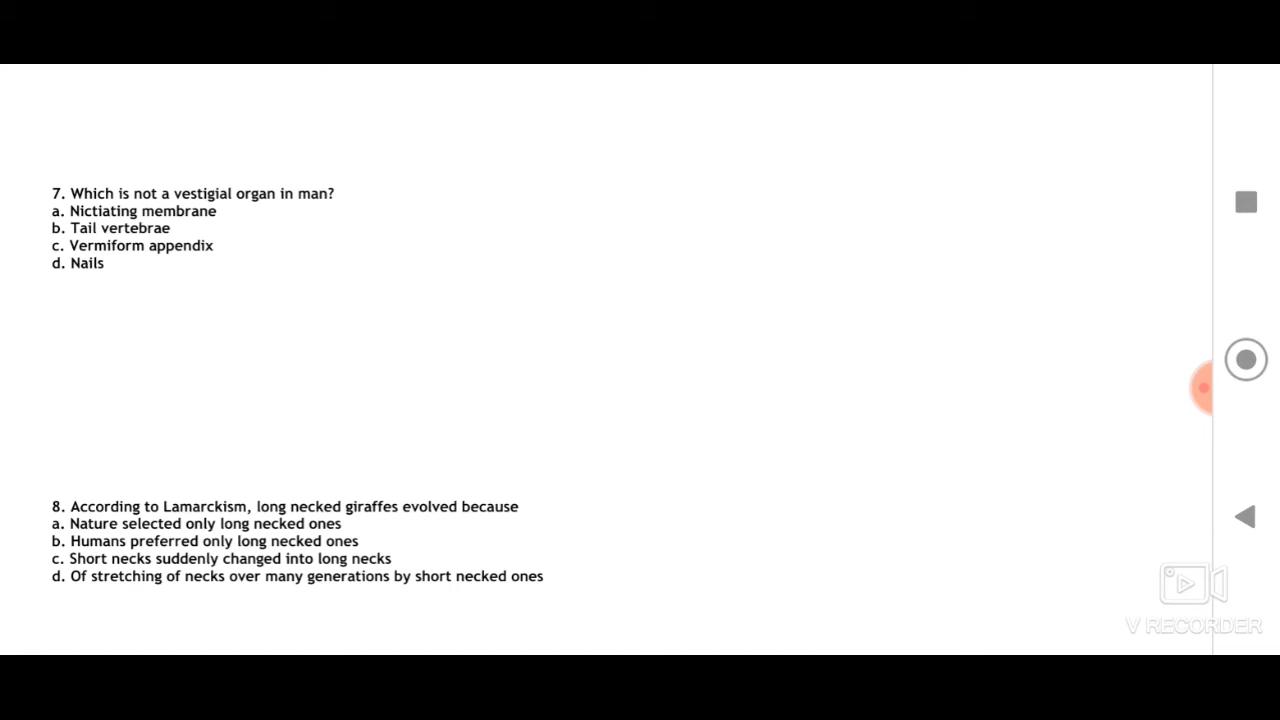 7. Which is not a vestigial organ in man?
a. Nictiating membrane
b. Tail vertebrae
c. Vermiform appendix
d. Nails
8. According to Lamarckism, long necked giraffes evolved because
a. Nature selected only long necked ones
b. Humans preferred only long necked ones
c. Short necks suddenly changed into long necks
d. Of stretching of necks over many generations by short necked ones
V RECORDER